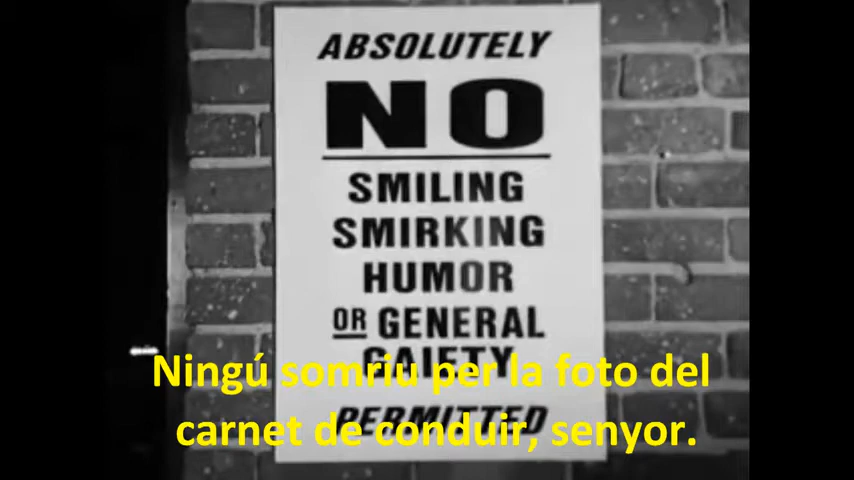 ABSOLUTELY
NO
SMILING
SMIRKING
HUMOR
OR GENERAL
GAIETY
PERMITTED
Ningú somriu per la foto del
carnet de conduir, senyor.